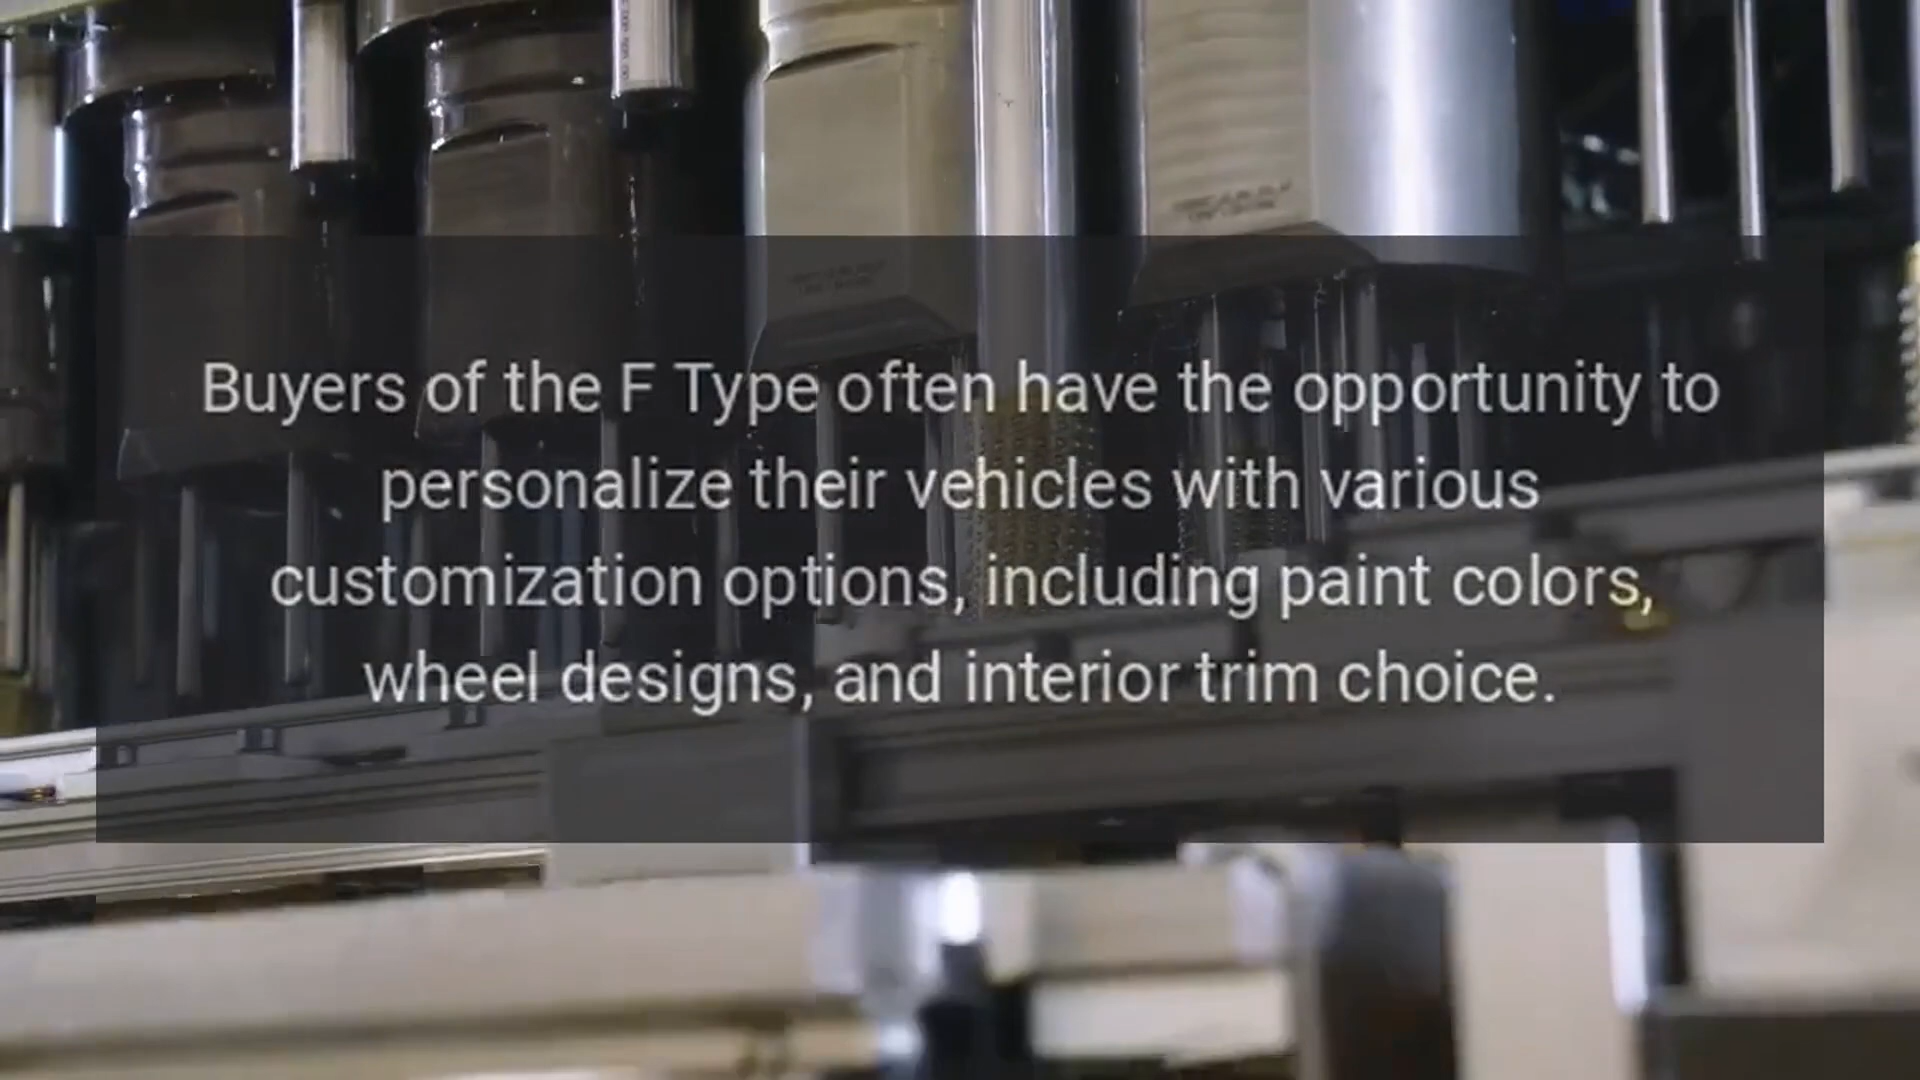 Buyers of the F Type often have the opportunity to
personalize their vehicles with various
customization options, including paint colors,
wheel designs, and interior trim choice.